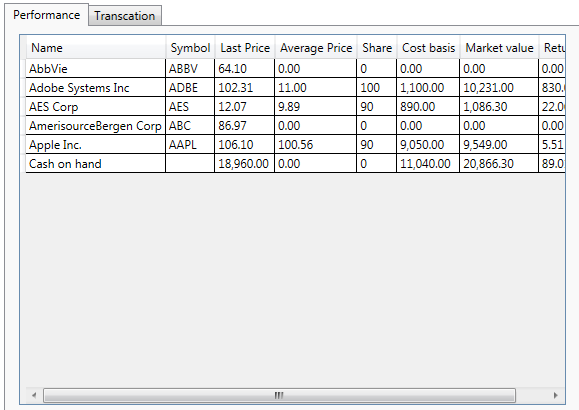 Performance Transcation
Name Symbol Last Price Average Price Share Cost basis Market value Retu
AbbVie ABBV 64.10 0.00 0 0.00 0.00 0.00
Adobe Systems Inc ADBE 102.31 11.00 100 1,100.00 10,231.00 830.
AES Corp AES 12.07 9.89 90 890.00 1,086.30 22.0
AmerisourceBergen Corp ABC 86.97 0.00 0 0.00 0.00 0.00
Apple Inc. AAPL 106.10 100.56 90 9,050.00 9,549.00 5.51
Cash on hand 18,960.00 0.00 0 11,040.00 20,866.30 89.0